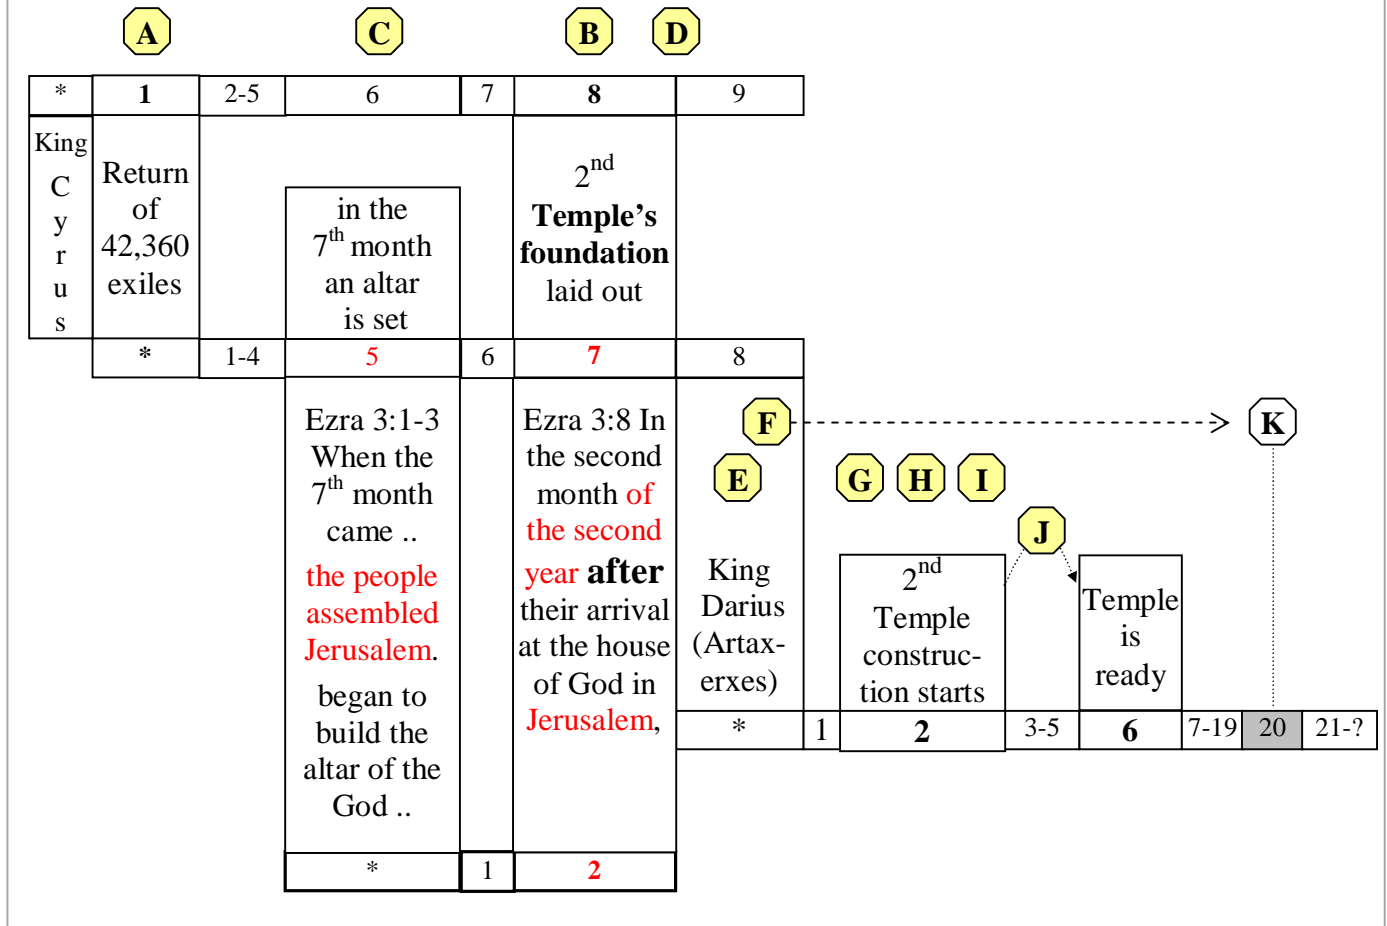 A C B D
* 1 2-5 6 7 8 9
King
C
y
r
u
s
Return
of
42,360
exiles
in the
7th month
an altar
is set
2nd
Temple's
foundation
laid out
* 1-4 5 6 7 8
Ezra 3:1-3
When the
7th month
came ..
the people
assembled
Jerusalem.
began to
build the
altar of the
God ..
Ezra 3:8 In
the second
month of
the second
year after
their arrival
at the house
of God in
Jerusalem,
F K
E G H I
J
King
Darius
(Artax-
erxes)
2nd
Temple
construc-
tion starts
Temple
is
ready
* 1 2 3-5 6 7-19 20 21-?
* 1 2